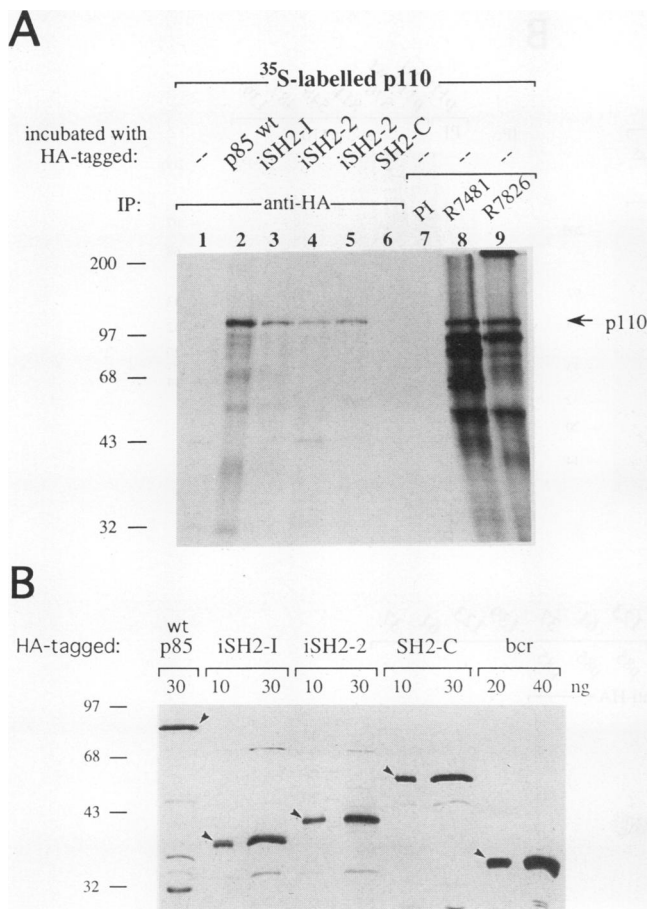 A
³⁵S-labelled p110
incubated with
HA-tagged:
-- p85 wt iSH2-I iSH2-2 iSH2-2 SH2-C -- -- --
IP: anti-HA PI R7481 R7826
1 2 3 4 5 6 7 8 9
200
97
68
43
32
p110
B
HA-tagged: wt p85 iSH2-I iSH2-2 SH2-C bcr
30 10 30 10 30 10 30 20 40 ng
97
68
43
32